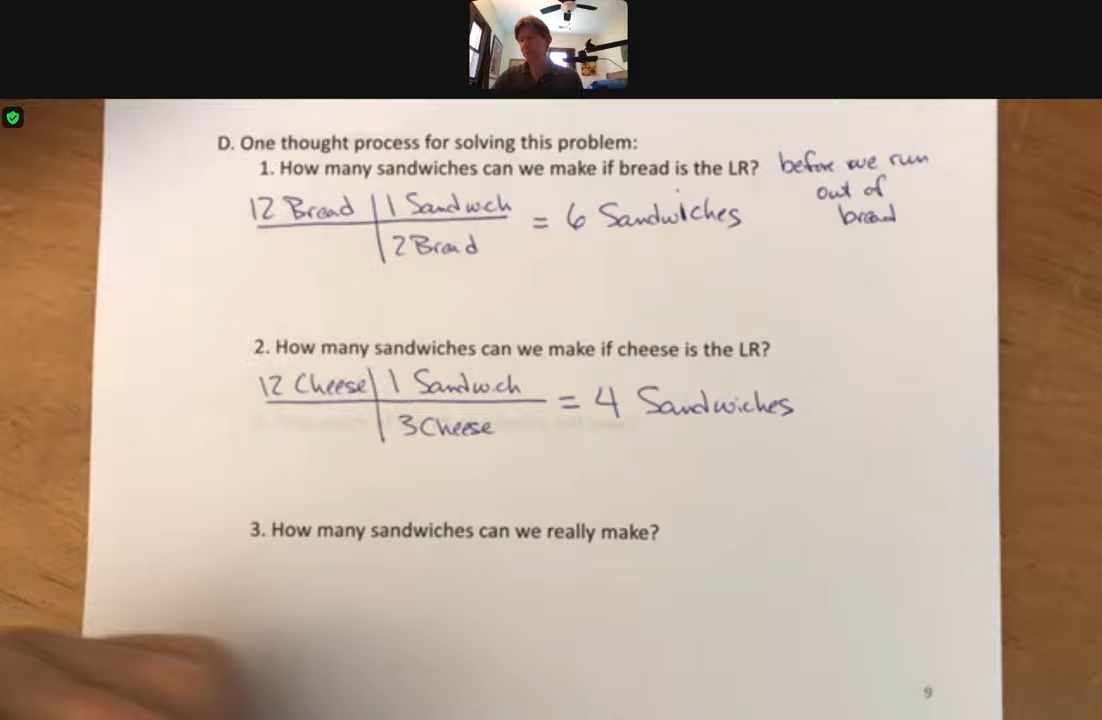 D. One thought process for solving this problem:
1. How many sandwiches can we make if bread is the LR? before we run
out of
bread
12 Bread 1 Sandwch = 6 Sandwiches
2 Bread
2. How many sandwiches can we make if cheese is the LR?
12 Cheese 1 Sandwch = 4 Sandwiches
3 Cheese
3. How many sandwiches can we really make?
9